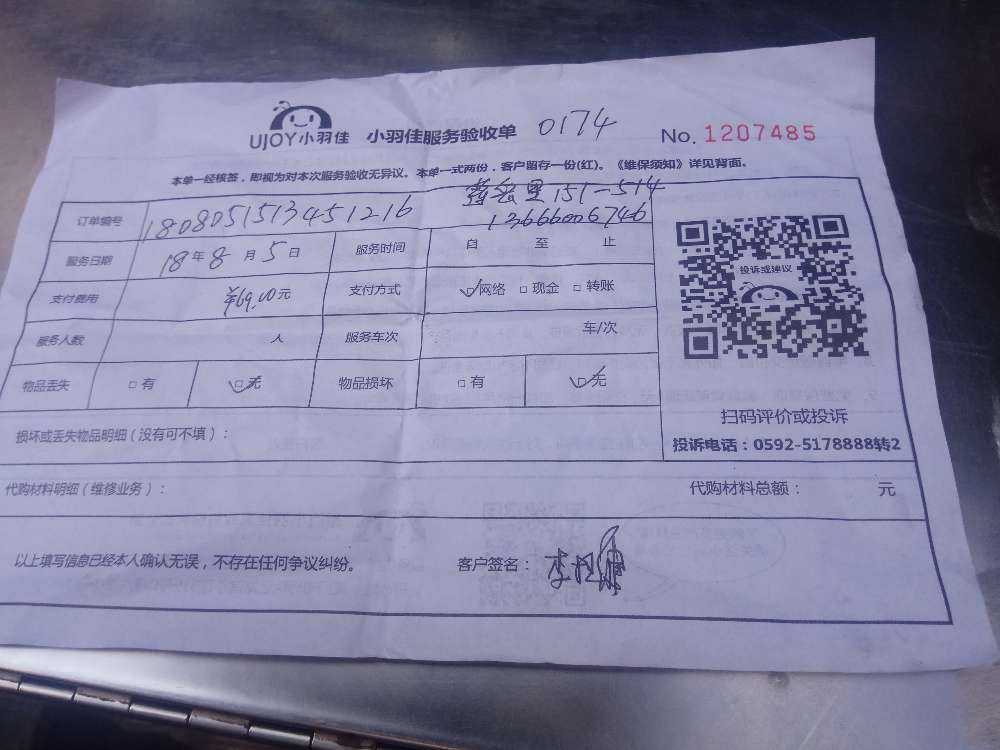 UJOY小羽佳 小羽佳服务验收单 0174 No. 1207485
本单一经核签，即视为对本次服务验收无异议。本单一式两份，客户留存一份(红)。《维保须知》详见背面。
里151-514
订单编号 1808051513451216 13666006746
服务日期 18年8月5日 服务时间 自 至 止
支付费用 ¥69.00元 支付方式 网络 现金 转账
服务人数 人 服务车次 车/次
物品丢失 有 无 物品损坏 有 无
投诉或建议
扫码评价或投诉
投诉电话：0592-5178888转2
损坏或丢失物品明细（没有可不填）：
代购材料明细（维修业务）： 代购材料总额： 元
以上填写信息已经本人确认无误，不存在任何争议纠纷。 客户签名：李